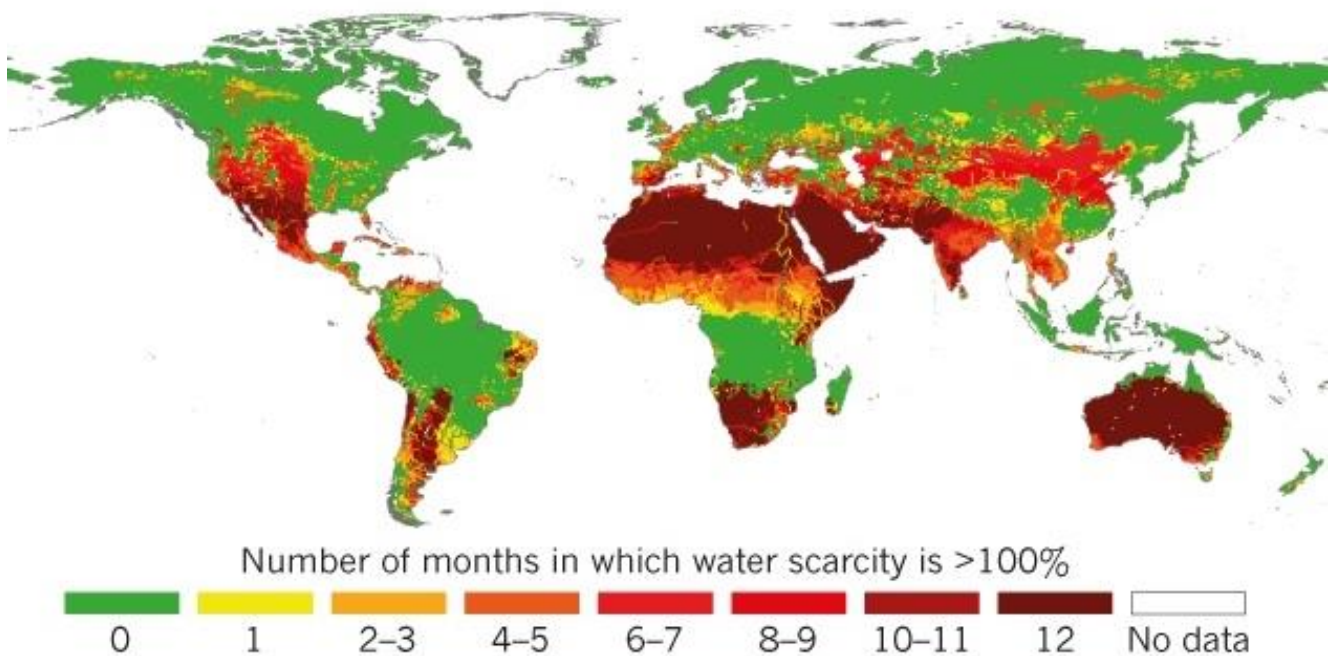 Number of months in which water scarcity is >100%
0 1 2–3 4–5 6–7 8–9 10–11 12 No data